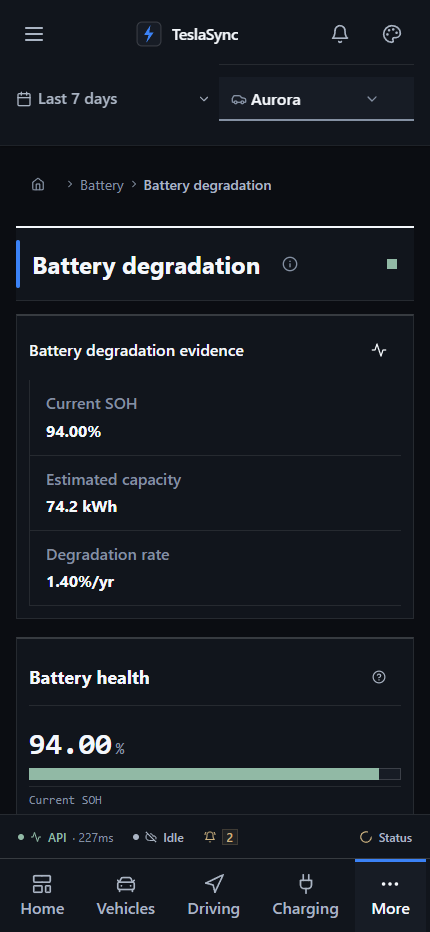 TeslaSync
Last 7 days
Aurora
Battery
Battery degradation
Battery degradation
Battery degradation evidence
Current SOH
94.00%
Estimated capacity
74.2 kWh
Degradation rate
1.40%/yr
Battery health
94.00 %
Current SOH
API · 227ms
Idle
2
Status
Home
Vehicles
Driving
Charging
More